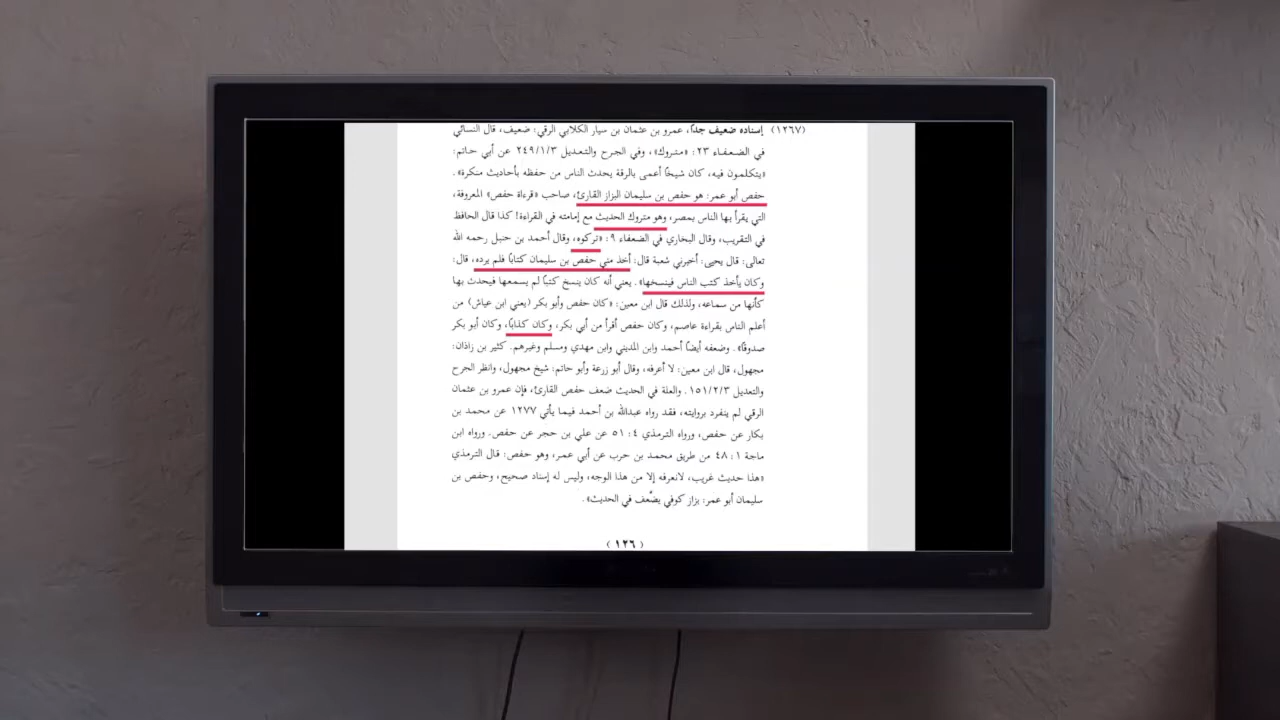 (١٢٦٧) إسناده ضعيف جداً، عمرو بن عثمان بن سيار الكلابي الرقي: ضعيف، قال النسائي
في الضعفاء ٢٣: «متروك»، وفي الجرح والتعديل ٢٤٩/١/٣ عن أبي حاتم:
«يتكلمون فيه، كان شيخًا أعمى بالرقة يحدث الناس من حفظه بأحاديث منكرة».
حفص أبو عمر: هو حفص بن سليمان البزاز القارئ، صاحب «قرءاة حفص» المعروفة،
التي يقرأ بها الناس بمصر، وهو متروك الحديث مع إمامته في القراءة! كذا قال الحافظ
في التقريب، وقال البخاري في الضعفاء ٩: «تركوه، وقال أحمد بن حنبل رحمه الله
تعالى: قال يحيى: أخبرني شعبة قال: أخذ مني حفص بن سليمان كتابًا فلم يرده، قال:
وكان يأخذ كتب الناس فينسخها». يعني أنه كان ينسخ كتبًا لم يسمعها فيحدث بها
كأنها من سماعه، ولذلك قال ابن معين: «كان حفص وأبو بكر (يعني ابن عياش) من
أعلم الناس بقراءة عاصم، وكان حفص أقرأ من أبي بكر، وكان كذابًا، وكان أبو بكر
صدوقًا». وضعفه أيضًا أحمد وابن المديني وابن مهدي ومسلم وغيرهم. كثير بن زاذان:
مجهول، قال ابن معين: لا أعرفه، وقال أبو زرعة وأبو حاتم: شيخ مجهول، وانظر الجرح
والتعديل ١٥١/٢/٣. والعلة في الحديث ضعف حفص القارئ، فإن عمرو بن عثمان
الرقي لم ينفرد بروايته، فقد رواه عبدالله بن أحمد فيما يأتي ١٢٧٧ عن محمد بن
بكار عن حفص، ورواه الترمذي ٤: ٥١ عن علي بن حجر عن حفص. ورواه ابن
ماجة ١: ٤٨ من طريق محمد بن حرب عن أبي عمر، وهو حفص: قال الترمذي
«هذا حديث غريب، لانعرفه إلا من هذا الوجه، وليس له إسناد صحيح، وحفص بن
سليمان أبو عمر: بزاز كوفي يضَّعف في الحديث».
(١٢٦)